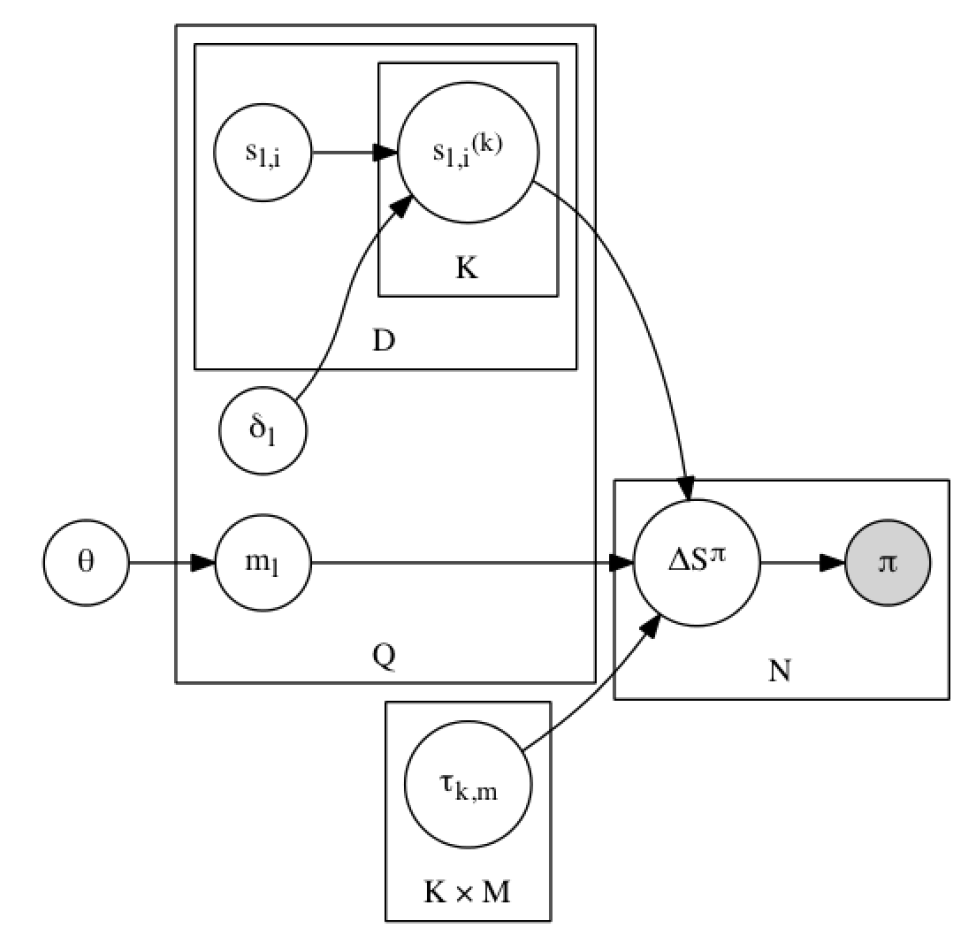 s_{l,i}
s_{l,i}^{(k)}
K
D
δ_l
θ
m_l
ΔS^π
π
Q
N
τ_{k,m}
K × M